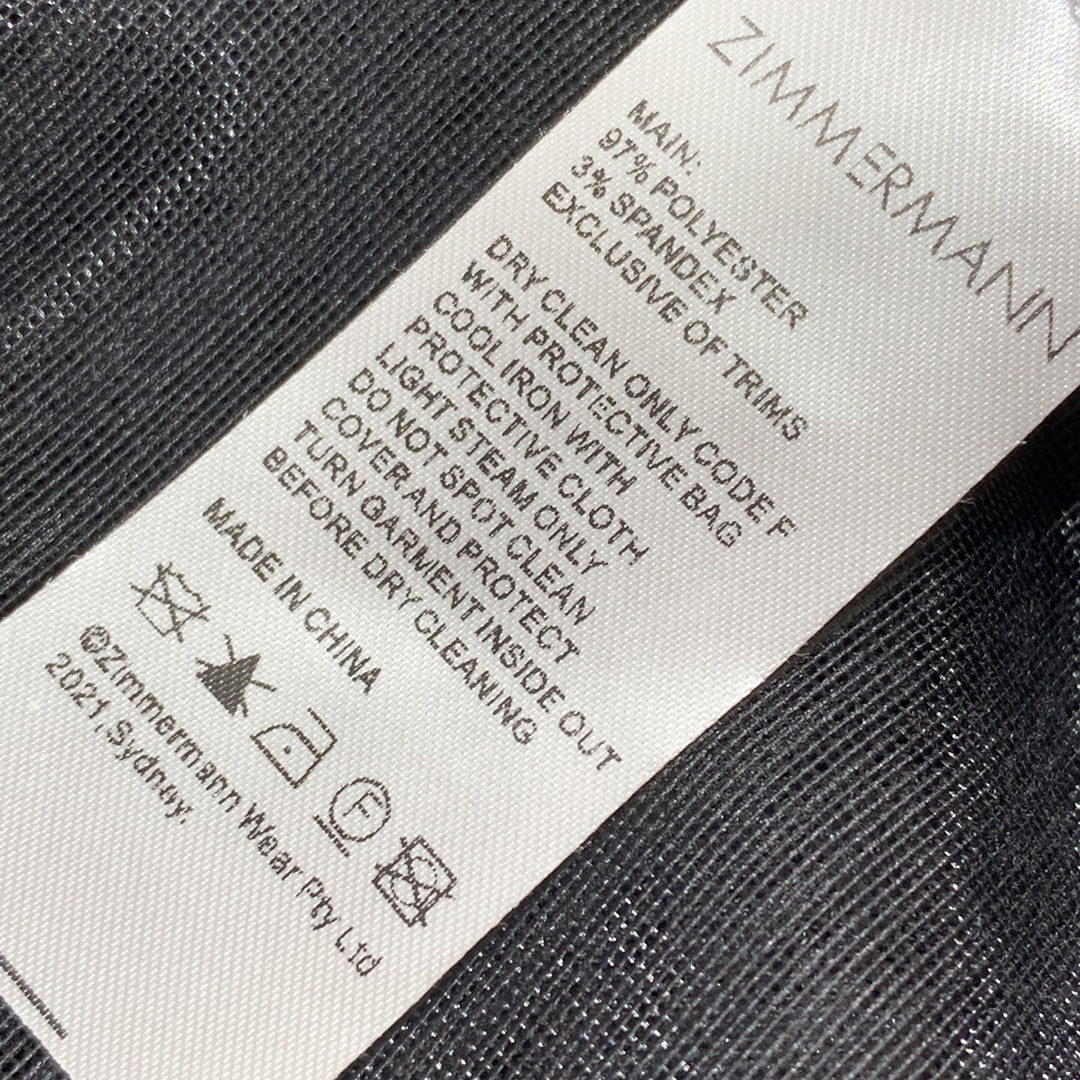 ZIMMERMANN
MAIN:
97% POLYESTER
3% SPANDEX
EXCLUSIVE OF TRIMS
DRY CLEAN ONLY CODE F
WITH PROTECTIVE BAG
COOL IRON WITH
PROTECTIVE CLOTH
LIGHT STEAM ONLY
DO NOT SPOT CLEAN
COVER AND PROTECT
TURN GARMENT INSIDE OUT
BEFORE DRY CLEANING
MADE IN CHINA
F
©Zimmermann Wear Pty Ltd
2021,Sydney.